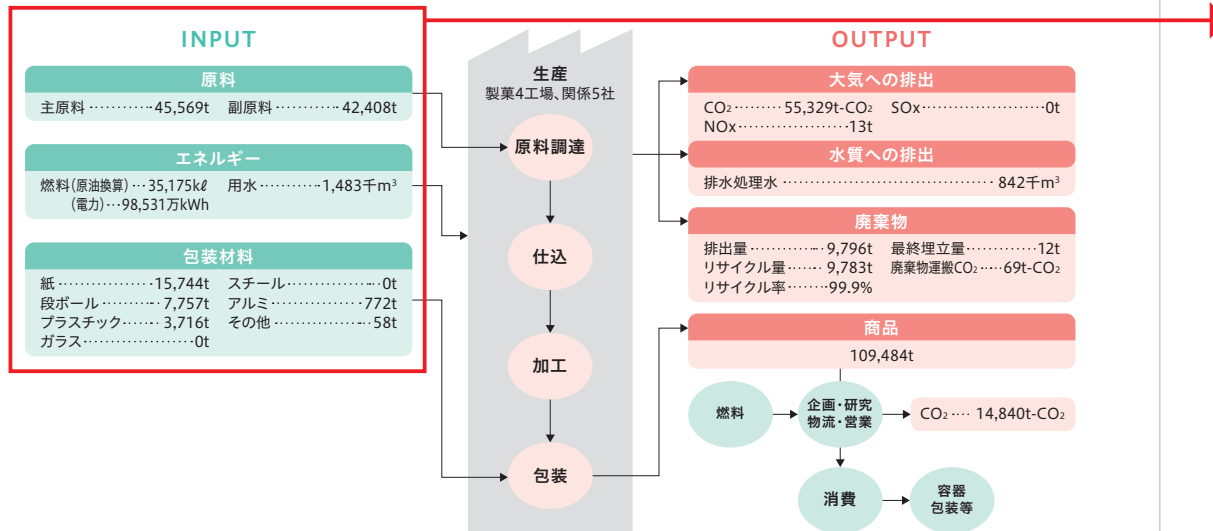 INPUT
原料
主原料 45,569t 副原料 42,408t
エネルギー
燃料(原油換算) 35,175kℓ 用水 1,483千m³
(電力) 98,531万kWh
包装材料
紙 15,744t スチール 0t
段ボール 7,757t アルミ 772t
プラスチック 3,716t その他 58t
ガラス 0t
生産
製菓4工場、関係5社
原料調達
仕込
加工
包装
OUTPUT
大気への排出
CO₂ 55,329t-CO₂ SOx 0t
NOx 13t
水質への排出
排水処理水 842千m³
廃棄物
排出量 9,796t 最終埋立量 12t
リサイクル量 9,783t 廃棄物運搬CO₂ 69t-CO₂
リサイクル率 99.9%
商品
109,484t
燃料
企画・研究
物流・営業
CO₂ 14,840t-CO₂
消費
容器
包装等